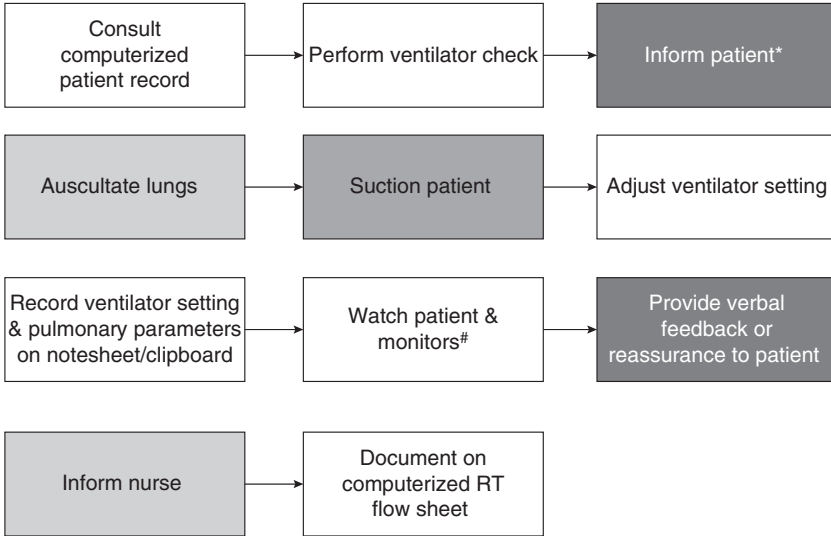 Consult
computerized
patient record
Perform ventilator check
Inform patient*
Auscultate lungs
Suction patient
Adjust ventilator setting
Record ventilator setting
& pulmonary parameters
on notesheet/clipboard
Watch patient &
monitors#
Provide verbal
feedback or
reassurance to patient
Inform nurse
Document on
computerized RT
flow sheet